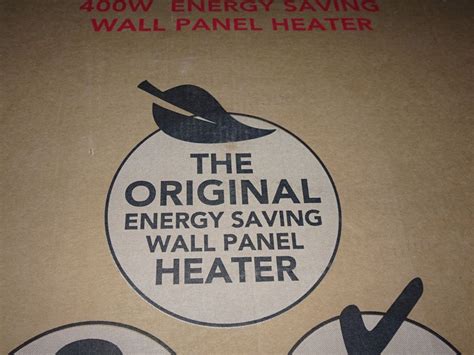 400W ENERGY SAVING
WALL PANEL HEATER
THE
ORIGINAL
ENERGY SAVING
WALL PANEL
HEATER